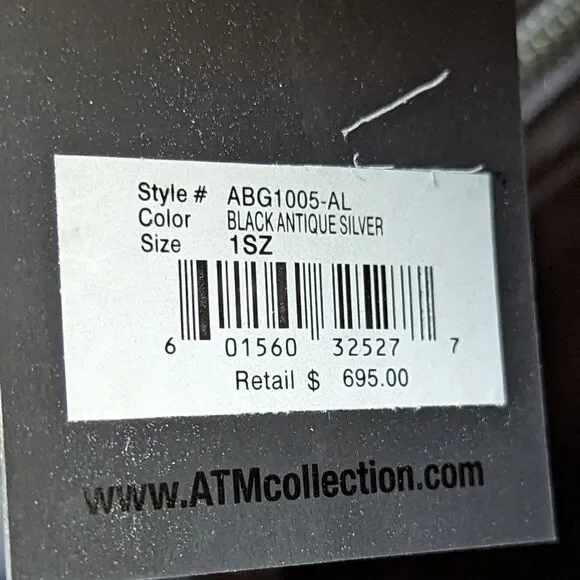 Style # ABG1005-AL
Color BLACK ANTIQUE SILVER
Size 1SZ
6 01560 32527 7
Retail $ 695.00
www.ATMcollection.com